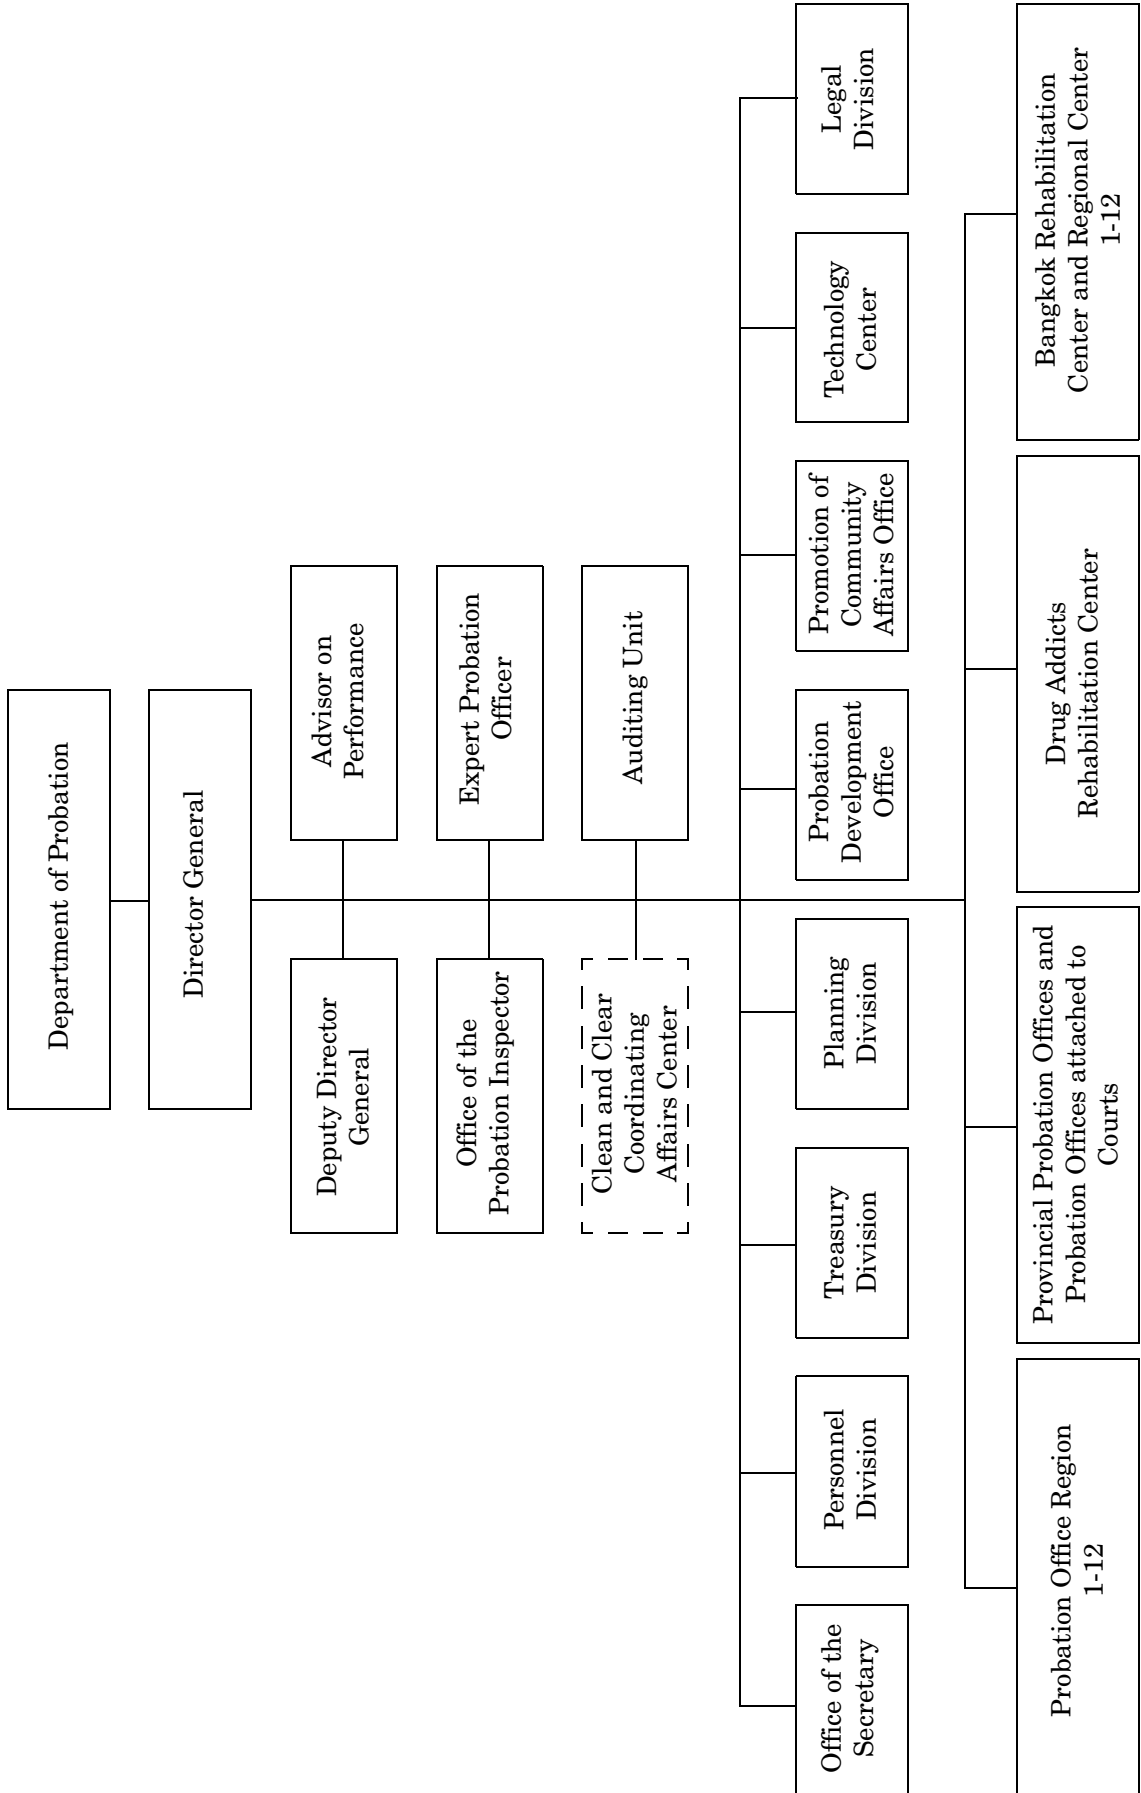 Department of Probation
Director General
Deputy Director
General
Advisor on
Performance
Office of the
Probation Inspector
Expert Probation
Officer
Clean and Clear
Coordinating
Affairs Center
Auditing Unit
Office of the
Secretary
Personnel
Division
Treasury
Division
Planning
Division
Probation
Development
Office
Promotion of
Community
Affairs Office
Technology
Center
Legal
Division
Probation Office Region
1-12
Provincial Probation Offices and
Probation Offices attached to
Courts
Drug Addicts
Rehabilitation Center
Bangkok Rehabilitation
Center and Regional Center
1-12